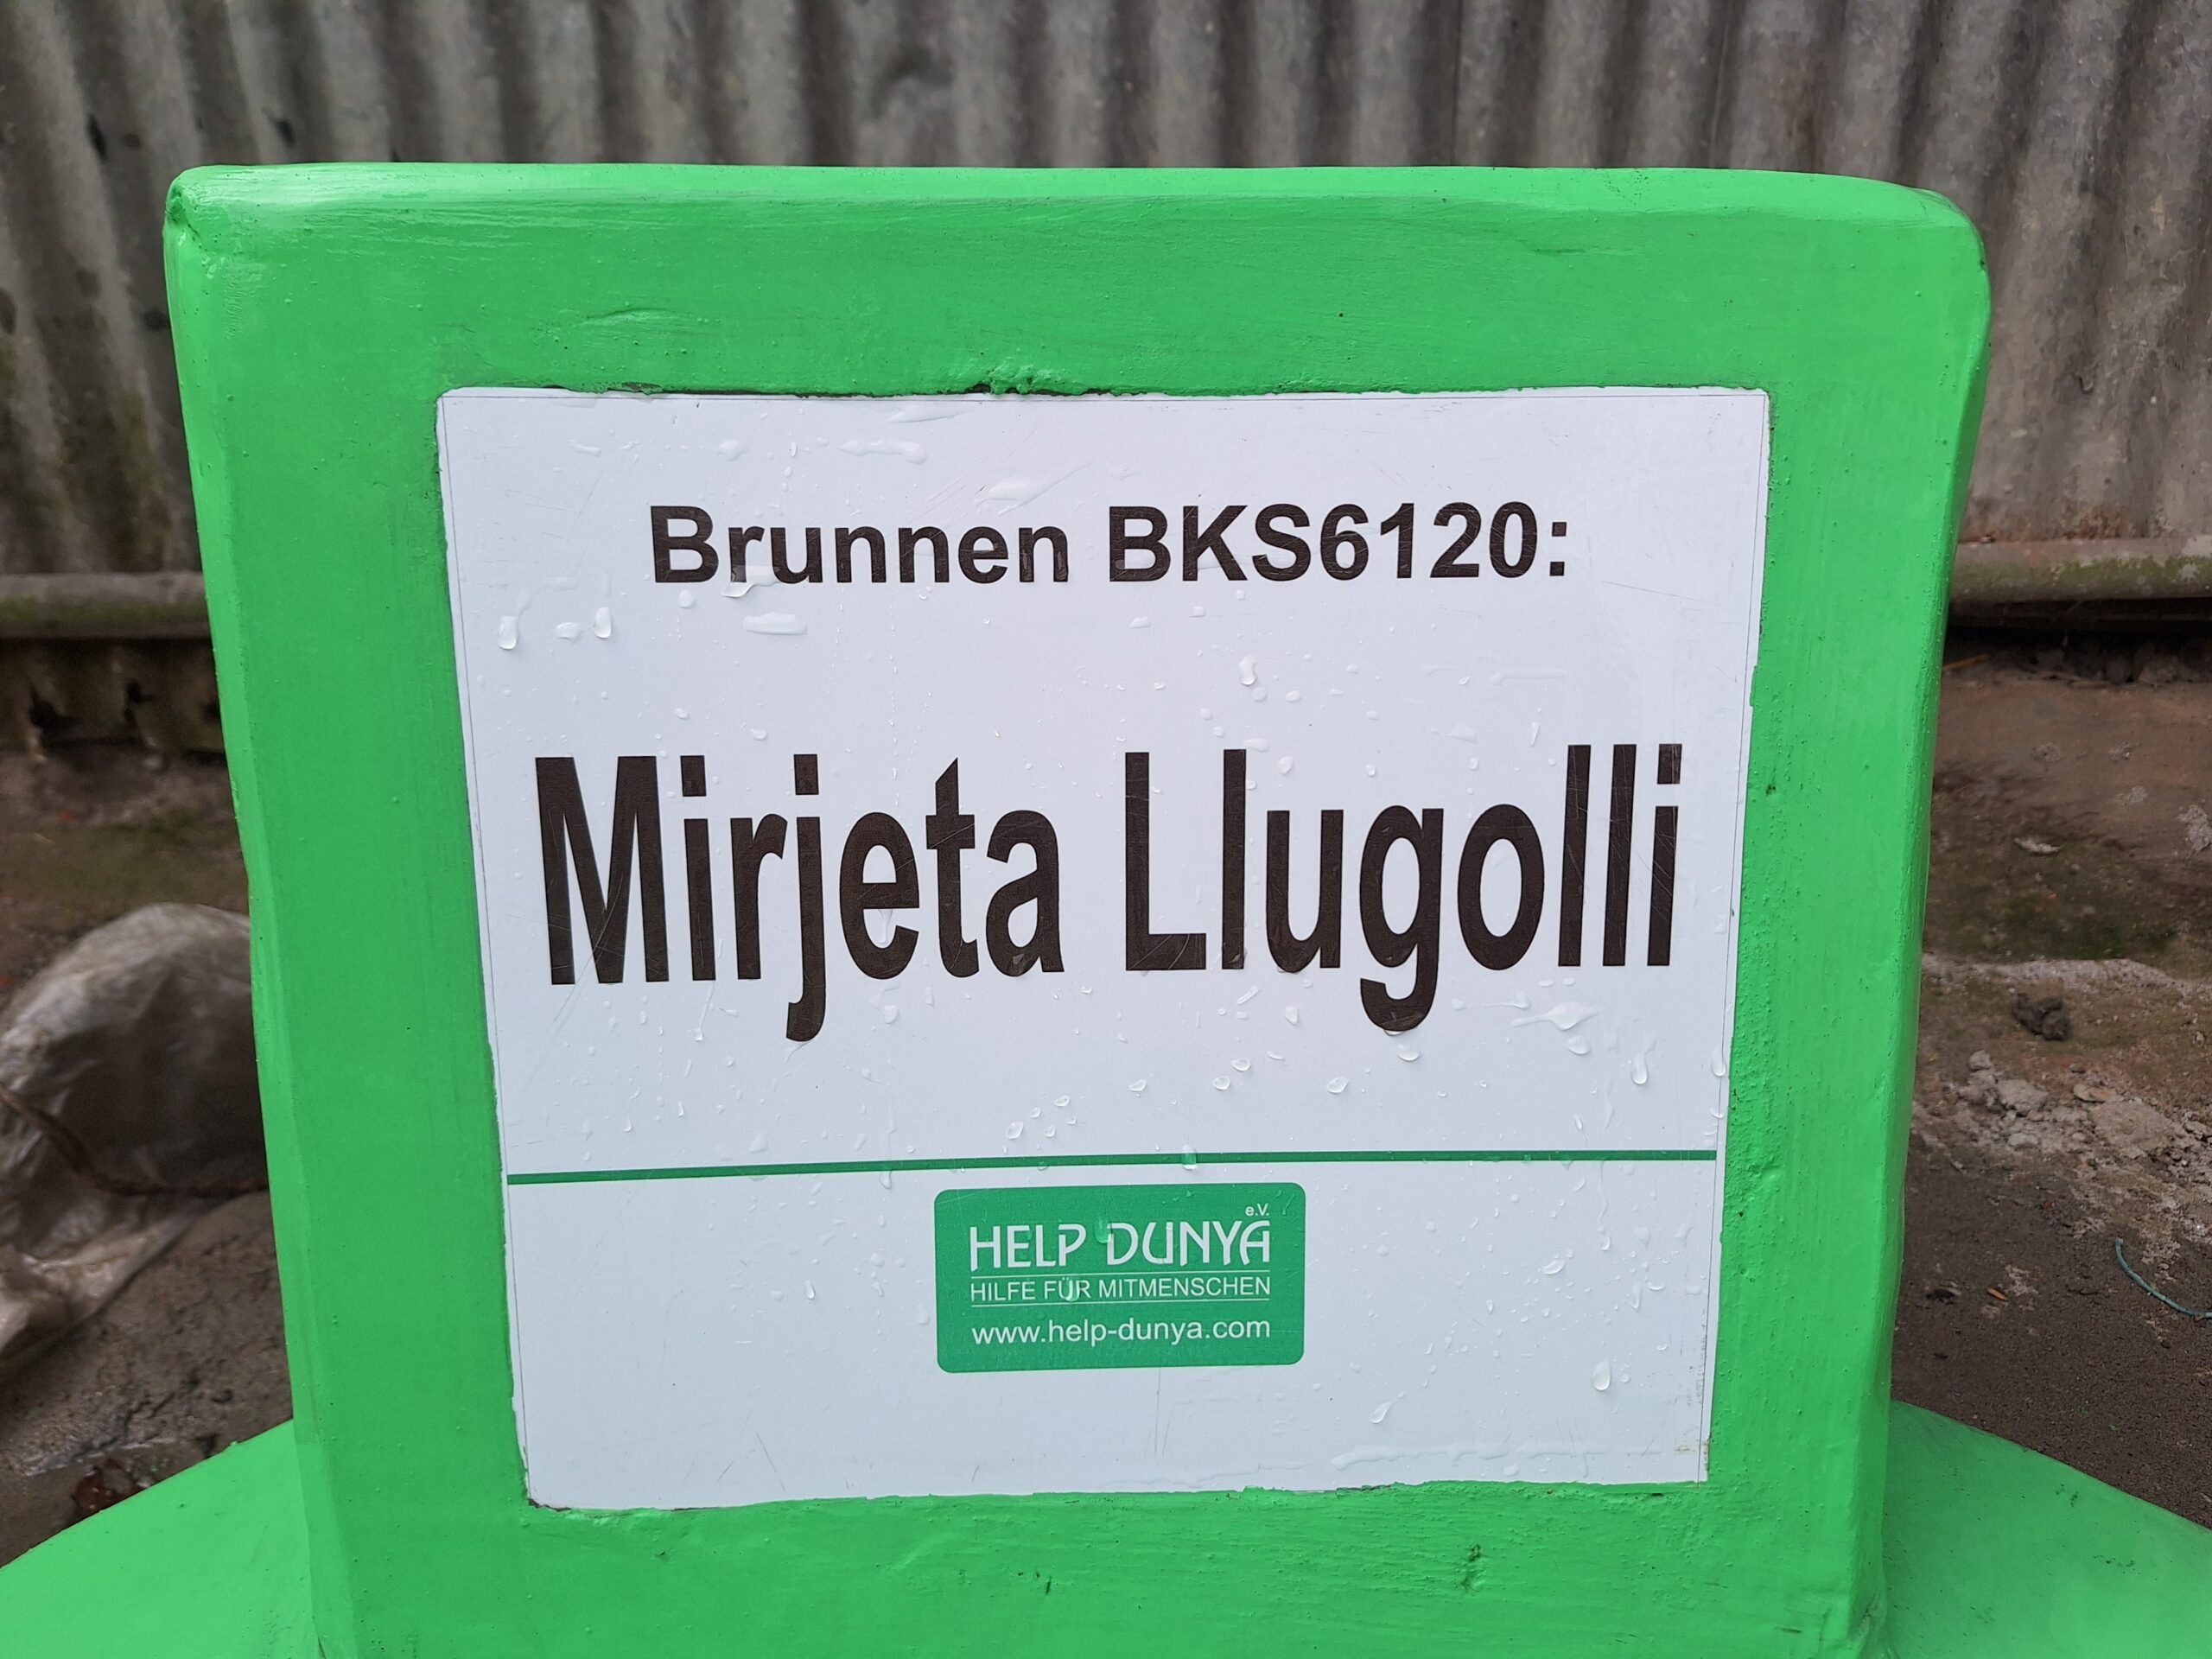 Brunnen BKS6120:
Mirjeta Llugolli
HELP DUNYA e.V.
HILFE FÜR MITMENSCHEN
www.help-dunya.com